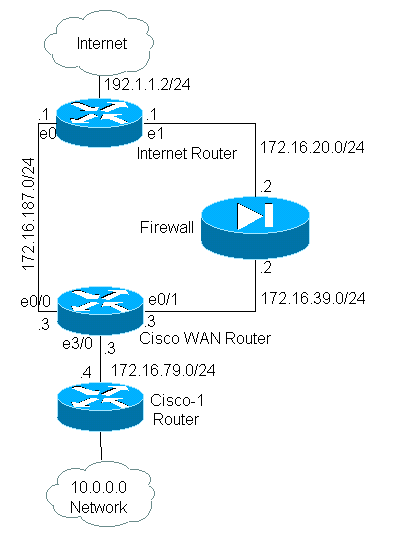 Internet
192.1.1.2/24
.1
.1
e0
e1
Internet Router
172.16.20.0/24
172.16.187.0/24
.2
Firewall
.2
e0/0
e0/1
172.16.39.0/24
.3
.3
Cisco WAN Router
e3/0
.3
.4
172.16.79.0/24
Cisco-1
Router
10.0.0.0
Network